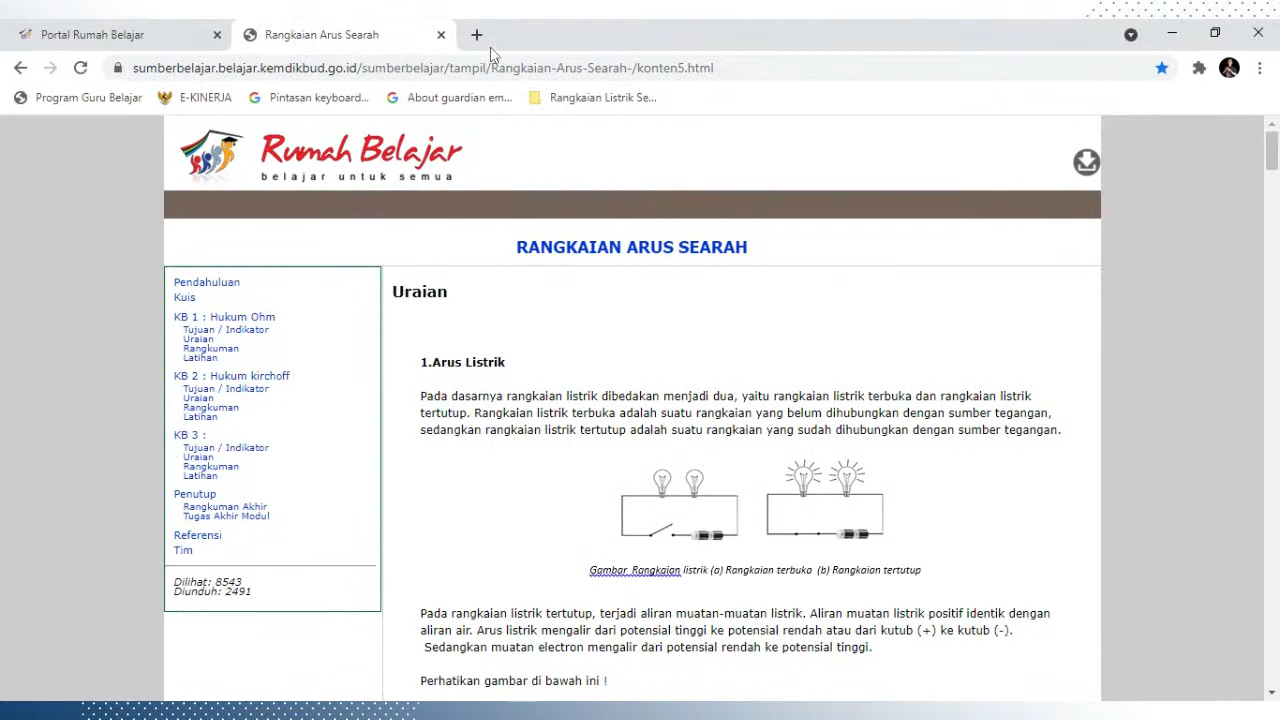 Portal Rumah Belajar
Rangkaian Arus Searah
sumberbelajar.belajar.kemdikbud.go.id/sumberbelajar/tampil/Rangkaian-Arus-Searah-/konten5.html
Program Guru Belajar
E-KINERJA
Pintasan keyboard...
About guardian em...
Rangkaian Listrik Se...
Rumah Belajar
belajar untuk semua
RANGKAIAN ARUS SEARAH
Pendahuluan
Kuis
KB 1 : Hukum Ohm
Tujuan / Indikator
Uraian
Rangkuman
Latihan
KB 2 : Hukum kirchoff
Tujuan / Indikator
Uraian
Rangkuman
Latihan
KB 3 :
Tujuan / Indikator
Uraian
Rangkuman
Latihan
Penutup
Rangkuman Akhir
Tugas Akhir Modul
Referensi
Tim
Dilihat: 8543
Diunduh: 2491
Uraian
1.Arus Listrik
Pada dasarnya rangkaian listrik dibedakan menjadi dua, yaitu rangkaian listrik terbuka dan rangkaian listrik
tertutup. Rangkaian listrik terbuka adalah suatu rangkaian yang belum dihubungkan dengan sumber tegangan,
sedangkan rangkaian listrik tertutup adalah suatu rangkaian yang sudah dihubungkan dengan sumber tegangan.
Gambar Rangkaian listrik (a) Rangkaian terbuka (b) Rangkaian tertutup
Pada rangkaian listrik tertutup, terjadi aliran muatan-muatan listrik. Aliran muatan listrik positif identik dengan
aliran air. Arus listrik mengalir dari potensial tinggi ke potensial rendah atau dari kutub (+) ke kutub (-).
Sedangkan muatan electron mengalir dari potensial rendah ke potensial tinggi.
Perhatikan gambar di bawah ini !